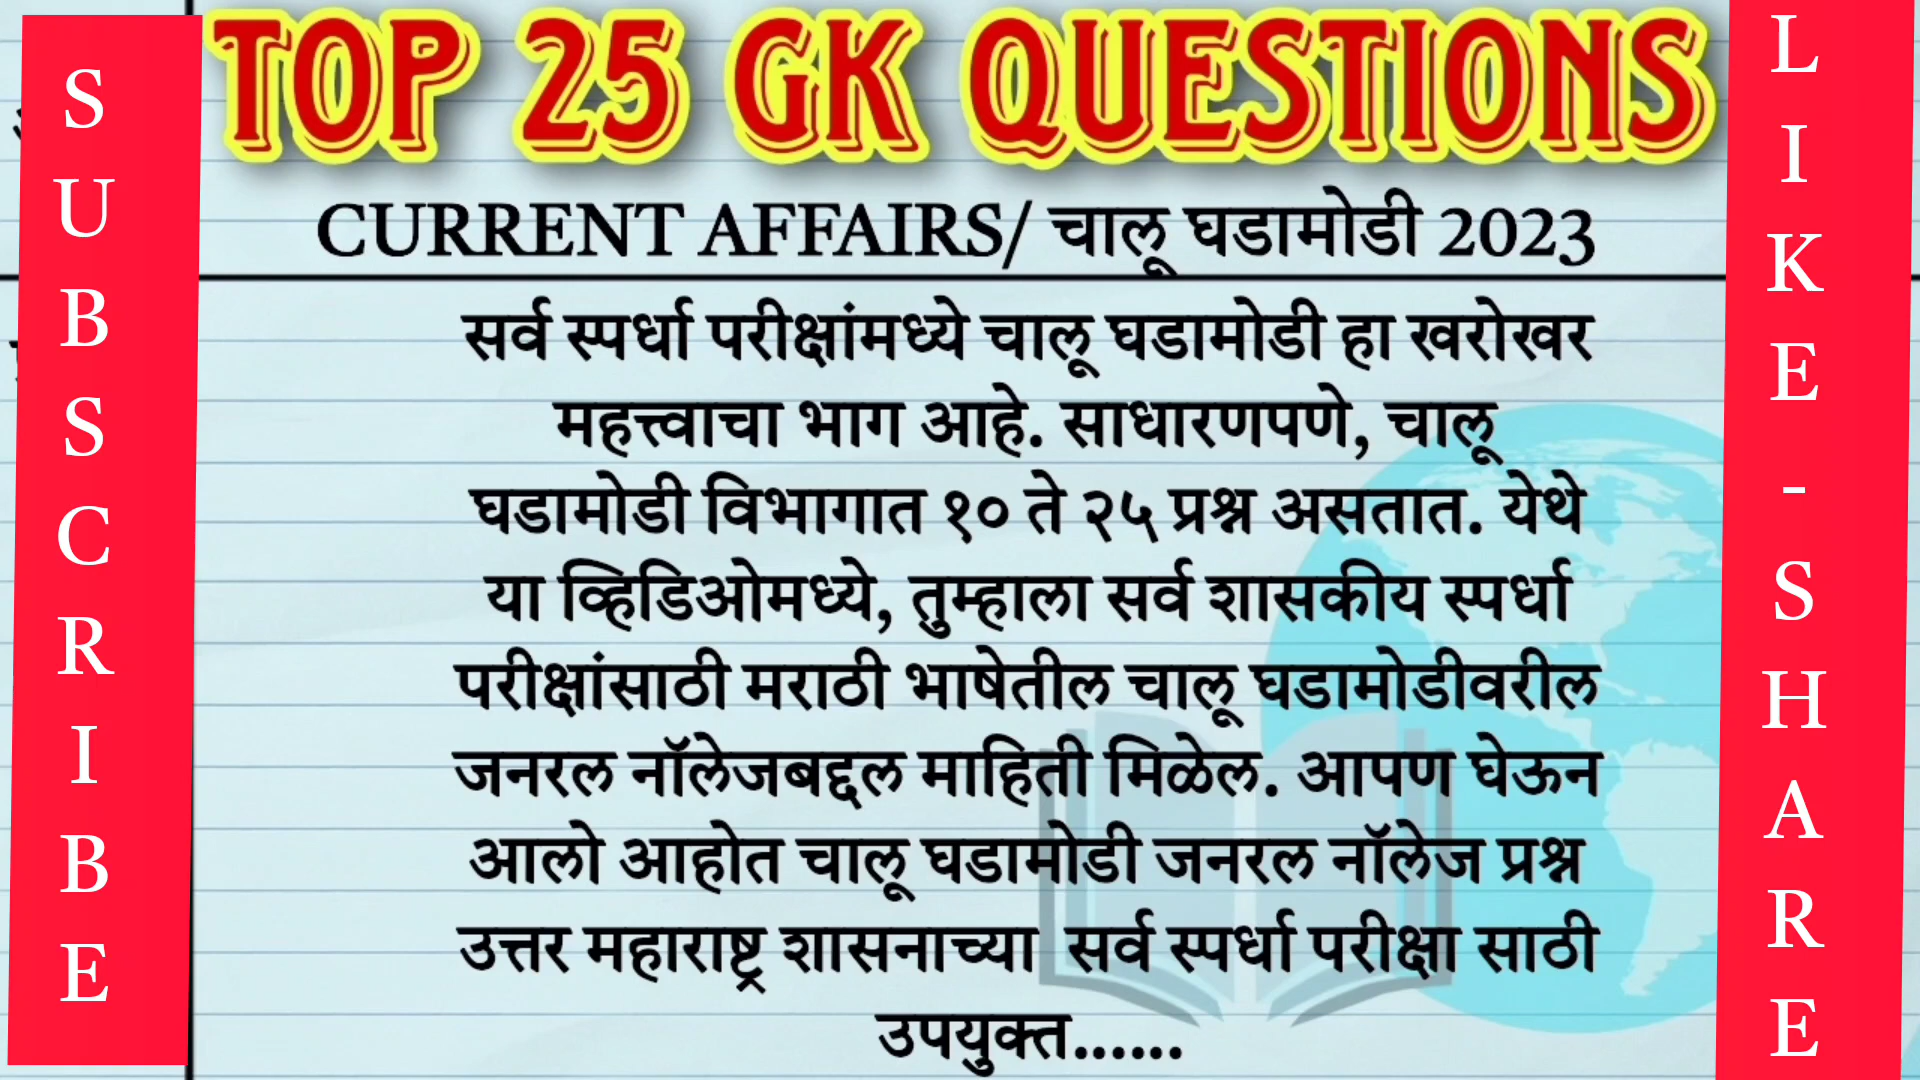 TOP 25 GK QUESTIONS
CURRENT AFFAIRS/ चालू घडामोडी 2023
सर्व स्पर्धा परीक्षांमध्ये चालू घडामोडी हा खरोखर
महत्त्वाचा भाग आहे. साधारणपणे, चालू
घडामोडी विभागात १० ते २५ प्रश्न असतात. येथे
या व्हिडिओमध्ये, तुम्हाला सर्व शासकीय स्पर्धा
परीक्षांसाठी मराठी भाषेतील चालू घडामोडीवरील
जनरल नॉलेजबद्दल माहिती मिळेल. आपण घेऊन
आलो आहोत चालू घडामोडी जनरल नॉलेज प्रश्न
उत्तर महाराष्ट्र शासनाच्या सर्व स्पर्धा परीक्षा साठी
उपयुक्त......
SUBSCRIBE
LIKE-SHARE